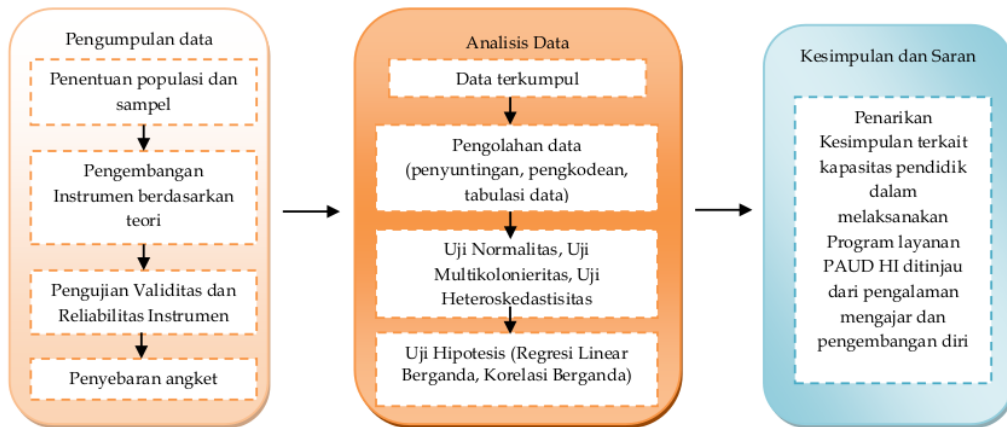 Pengumpulan data
Penentuan populasi dan
sampel
Pengembangan
Instrumen berdasarkan
teori
Pengujian Validitas dan
Reliabilitas Instrumen
Penyebaran angket
Analisis Data
Data terkumpul
Pengolahan data
(penyuntingan, pengkodean,
tabulasi data)
Uji Normalitas, Uji
Multikolonieritas, Uji
Heteroskedastisitas
Uji Hipotesis (Regresi Linear
Berganda, Korelasi Berganda)
Kesimpulan dan Saran
Penarikan
Kesimpulan terkait
kapasitas pendidik
dalam
melaksanakan
Program layanan
PAUD HI ditinjau
dari pengalaman
mengajar dan
pengembangan diri